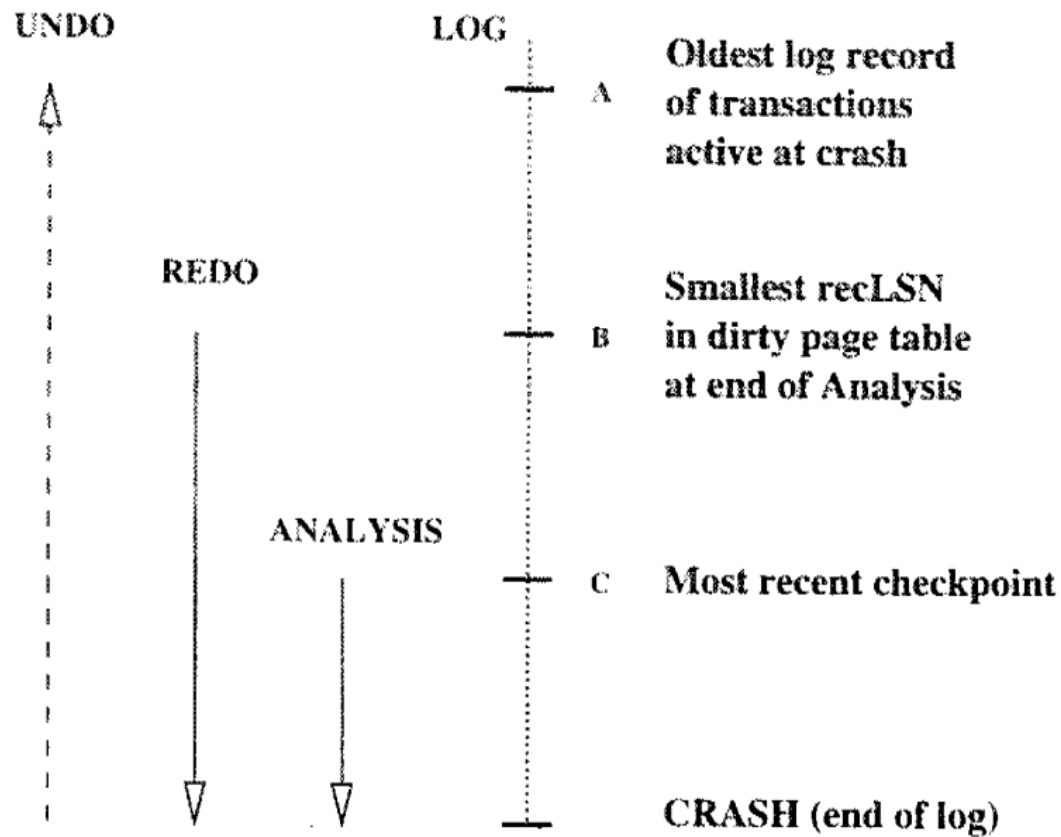 UNDO
LOG
A
Oldest log record
of transactions
active at crash
REDO
B
Smallest recLSN
in dirty page table
at end of Analysis
ANALYSIS
C
Most recent checkpoint
CRASH (end of log)